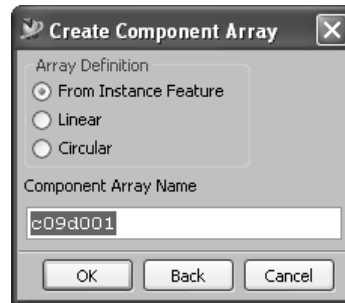 Create Component Array
Array Definition
From Instance Feature
Linear
Circular
Component Array Name
c09d001
OK Back Cancel